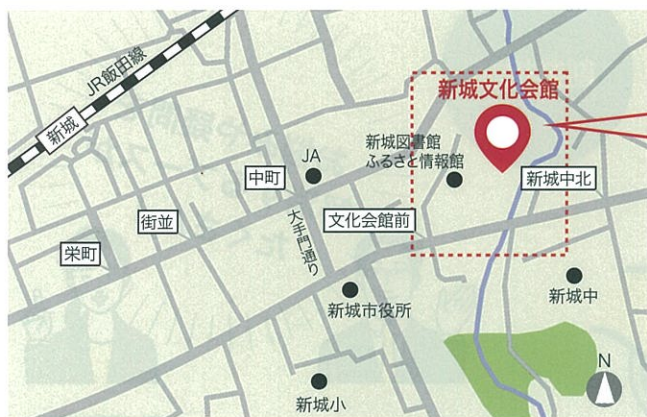 JR飯田線
新城
新城文化会館
新城図書館
ふるさと情報館
JA
中町
新城中北
街並
文化会館前
大手門通り
栄町
新城中
新城市役所
新城小
N